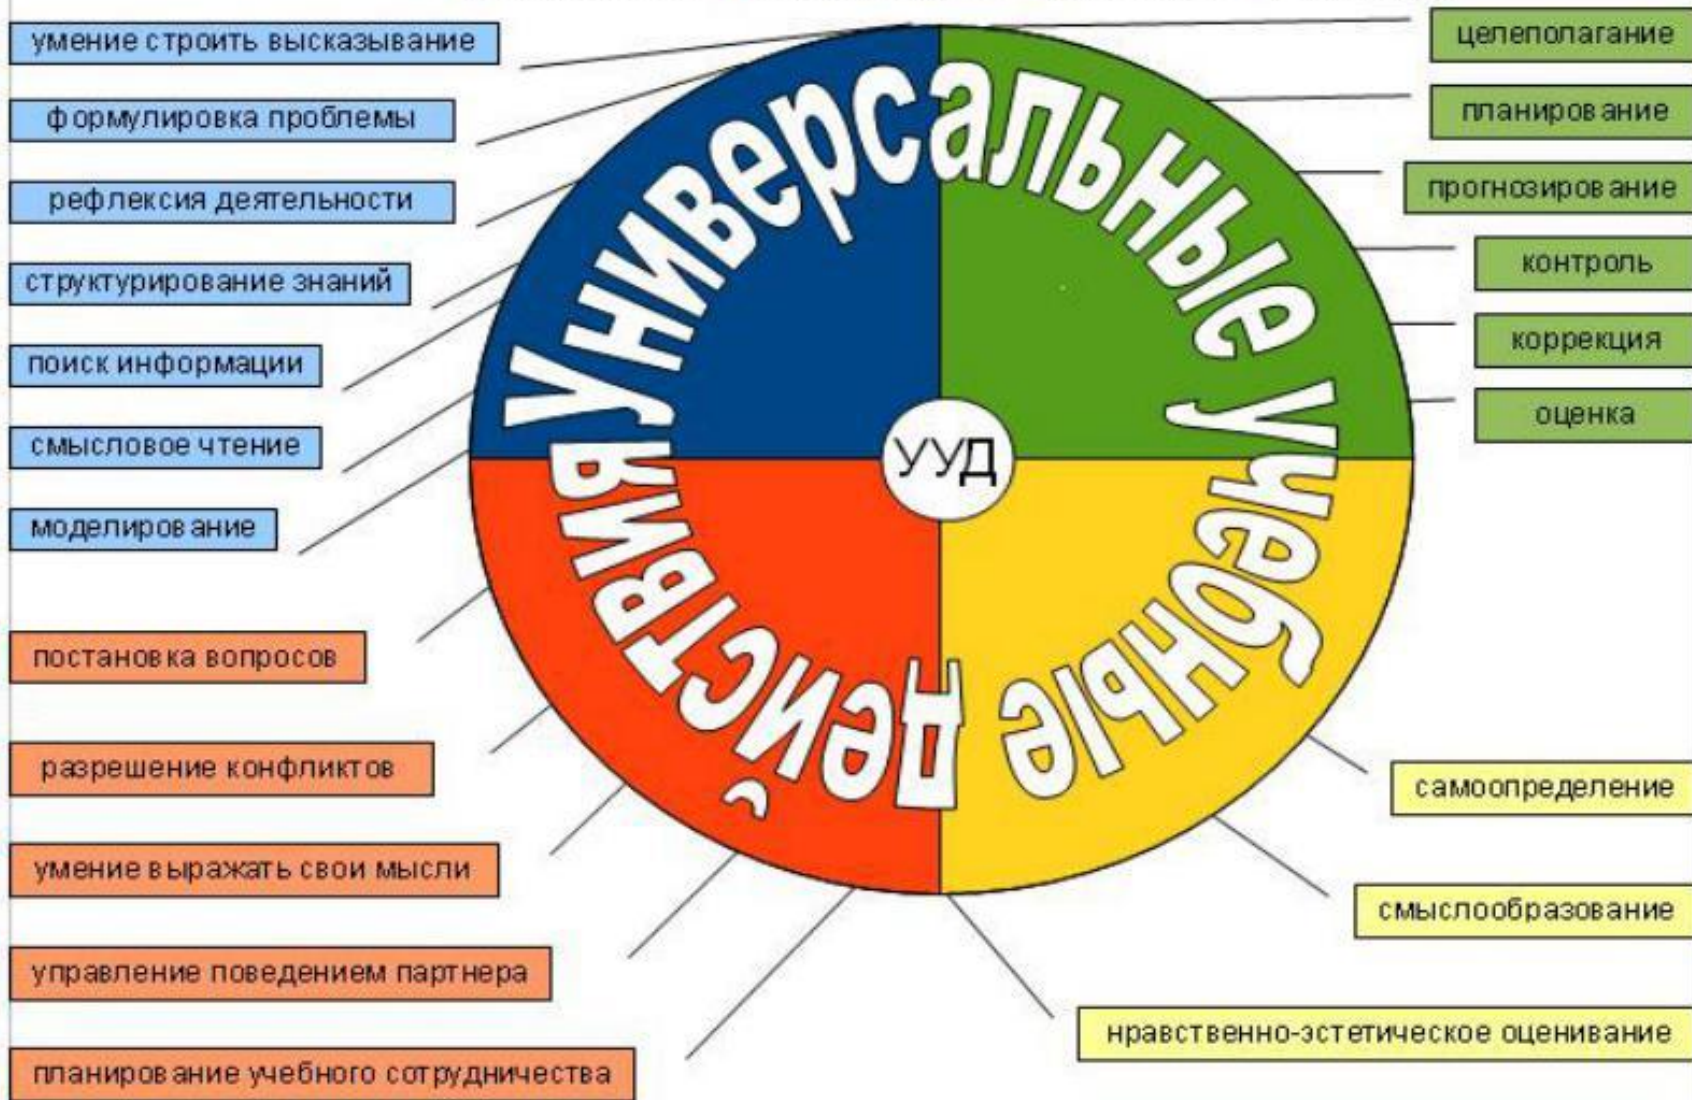 умение строить высказывание
формулировка проблемы
рефлексия деятельности
структурирование знаний
поиск информации
смысловое чтение
моделирование
постановка вопросов
разрешение конфликтов
умение выражать свои мысли
управление поведением партнера
планирование учебного сотрудничества
Универсальные учебные действия
УУД
целеполагание
планирование
прогнозирование
контроль
коррекция
оценка
самоопределение
смыслообразование
нравственно-эстетическое оценивание